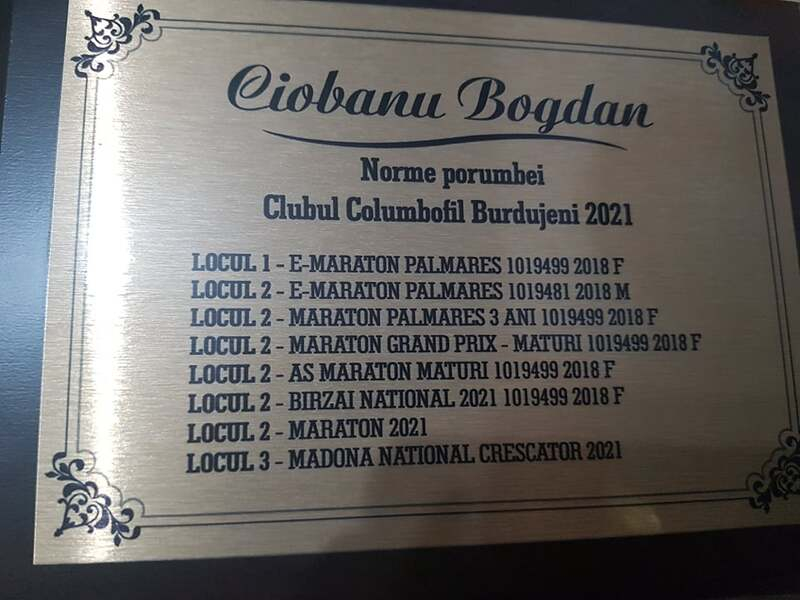 Ciobanu Bogdan
Norme porumbei
Clubul Columbofil Burdujeni 2021
LOCUL 1 - E-MARATON PALMARES 1019499 2018 F
LOCUL 2 - E-MARATON PALMARES 1019481 2018 M
LOCUL 2 - MARATON PALMARES 3 ANI 1019499 2018 F
LOCUL 2 - MARATON GRAND PRIX - MATURI 1019499 2018 F
LOCUL 2 - AS MARATON MATURI 1019499 2018 F
LOCUL 2 - BIRZAI NATIONAL 2021 1019499 2018 F
LOCUL 2 - MARATON 2021
LOCUL 3 - MADONA NATIONAL CRESCATOR 2021